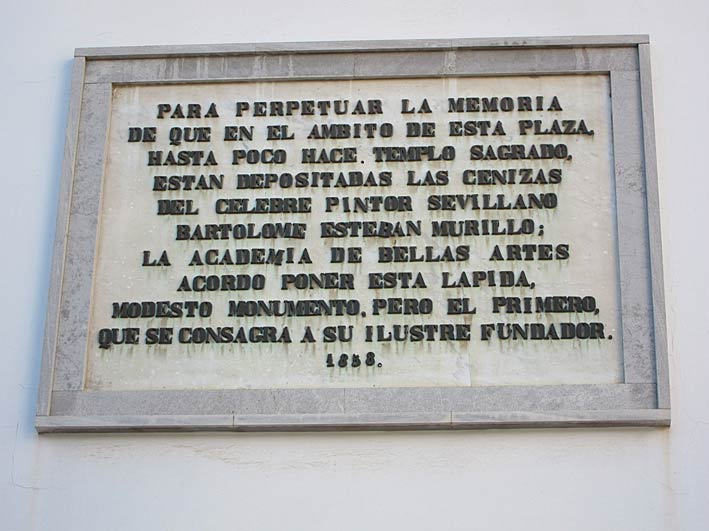 PARA PERPETUAR LA MEMORIA
DE QUE EN EL AMBITO DE ESTA PLAZA,
HASTA POCO HACE. TEMPLO SAGRADO,
ESTAN DEPOSITADAS LAS CENIZAS
DEL CELEBRE PINTOR SEVILLANO
BARTOLOME ESTEBAN MURILLO;
LA ACADEMIA DE BELLAS ARTES
ACORDO PONER ESTA LAPIDA,
MODESTO MONUMENTO, PERO EL PRIMERO,
QUE SE CONSAGRA A SU ILUSTRE FUNDADOR.
1858.